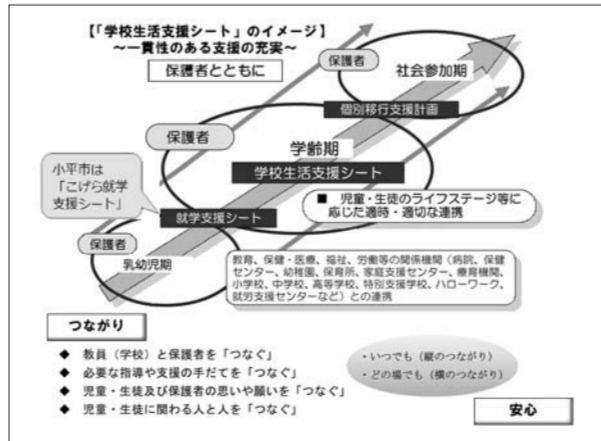 【「学校生活支援シート」のイメージ】
～一貫性のある支援の充実～
保護者とともに
保護者
社会参加期
個別移行支援計画
保護者
学齢期
学校生活支援シート
小平市は
「こげら就学
支援シート」
■ 児童・生徒のライフステージ等に
応じた適時・適切な連携
就学支援シート
保護者
乳幼児期
教育、保健・医療、福祉、労働等の関係機関（病院、保健
センター、幼稚園、保育所、家庭支援センター、療育機関、
小学校、中学校、高等学校、特別支援学校、ハローワーク、
就労支援センターなど）との連携
つながり
◆ 教員（学校）と保護者を「つなぐ」
◆ 必要な指導や支援の手だてを「つなぐ」
◆ 児童・生徒及び保護者の思いや願いを「つなぐ」
◆ 児童・生徒に関わる人と人を「つなぐ」
・いつでも（縦のつながり）
・どの場でも（横のつながり）
安心